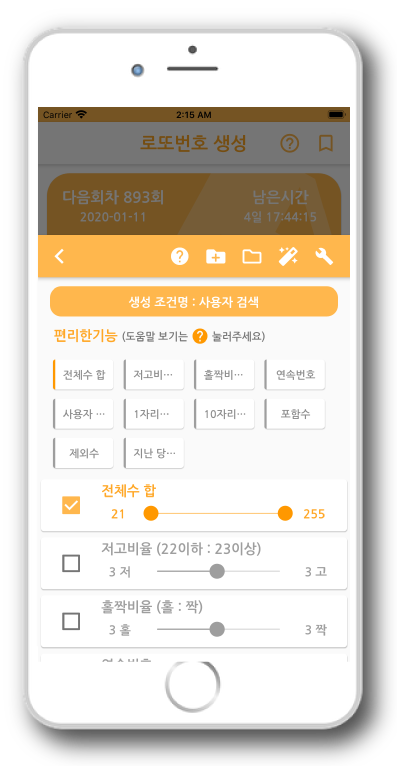 Carrier 2:15 AM
로또번호 생성
다음회차 893회 남은시간
2020-01-11 4일 17:44:15
생성 조건명 : 사용자 검색
편리한기능 (도움말 보기는 ? 눌러주세요)
전체수 합 저고비… 홀짝비… 연속번호
사용자 … 1자리… 10자리… 포함수
제외수 지난 당…
전체수 합
21 255
저고비율 (22이하 : 23이상)
3 저 3 고
홀짝비율 (홀 : 짝)
3 홀 3 짝